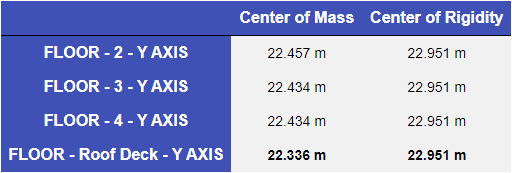 Center of Mass Center of Rigidity
FLOOR - 2 - Y AXIS 22.457 m 22.951 m
FLOOR - 3 - Y AXIS 22.434 m 22.951 m
FLOOR - 4 - Y AXIS 22.434 m 22.951 m
FLOOR - Roof Deck - Y AXIS 22.336 m 22.951 m